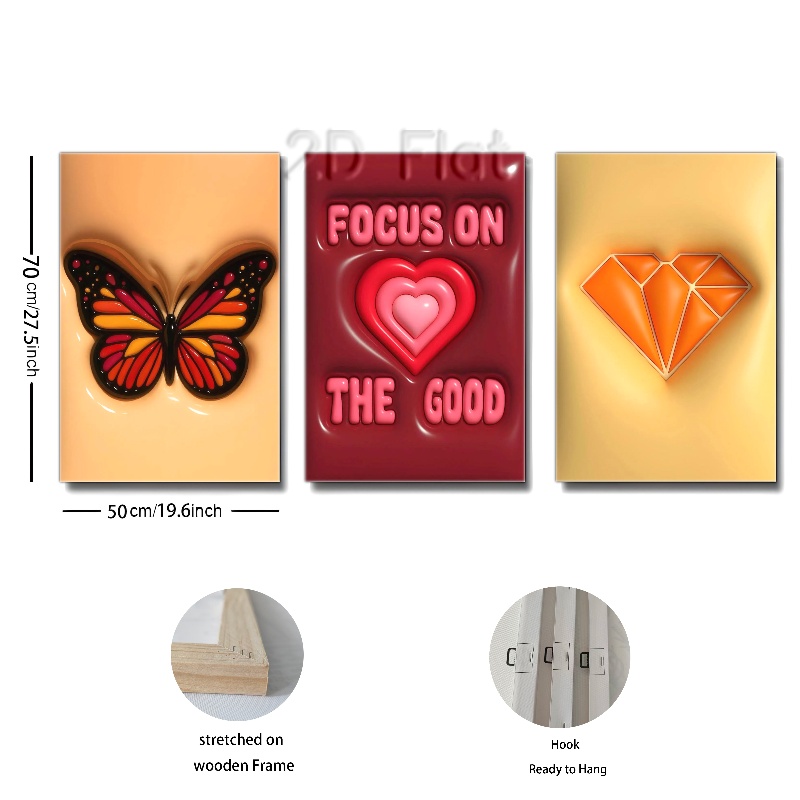 2D Flat
FOCUS ON
THE GOOD
70 cm/27.5inch
50cm/19.6inch
stretched on
wooden Frame
Hook
Ready to Hang